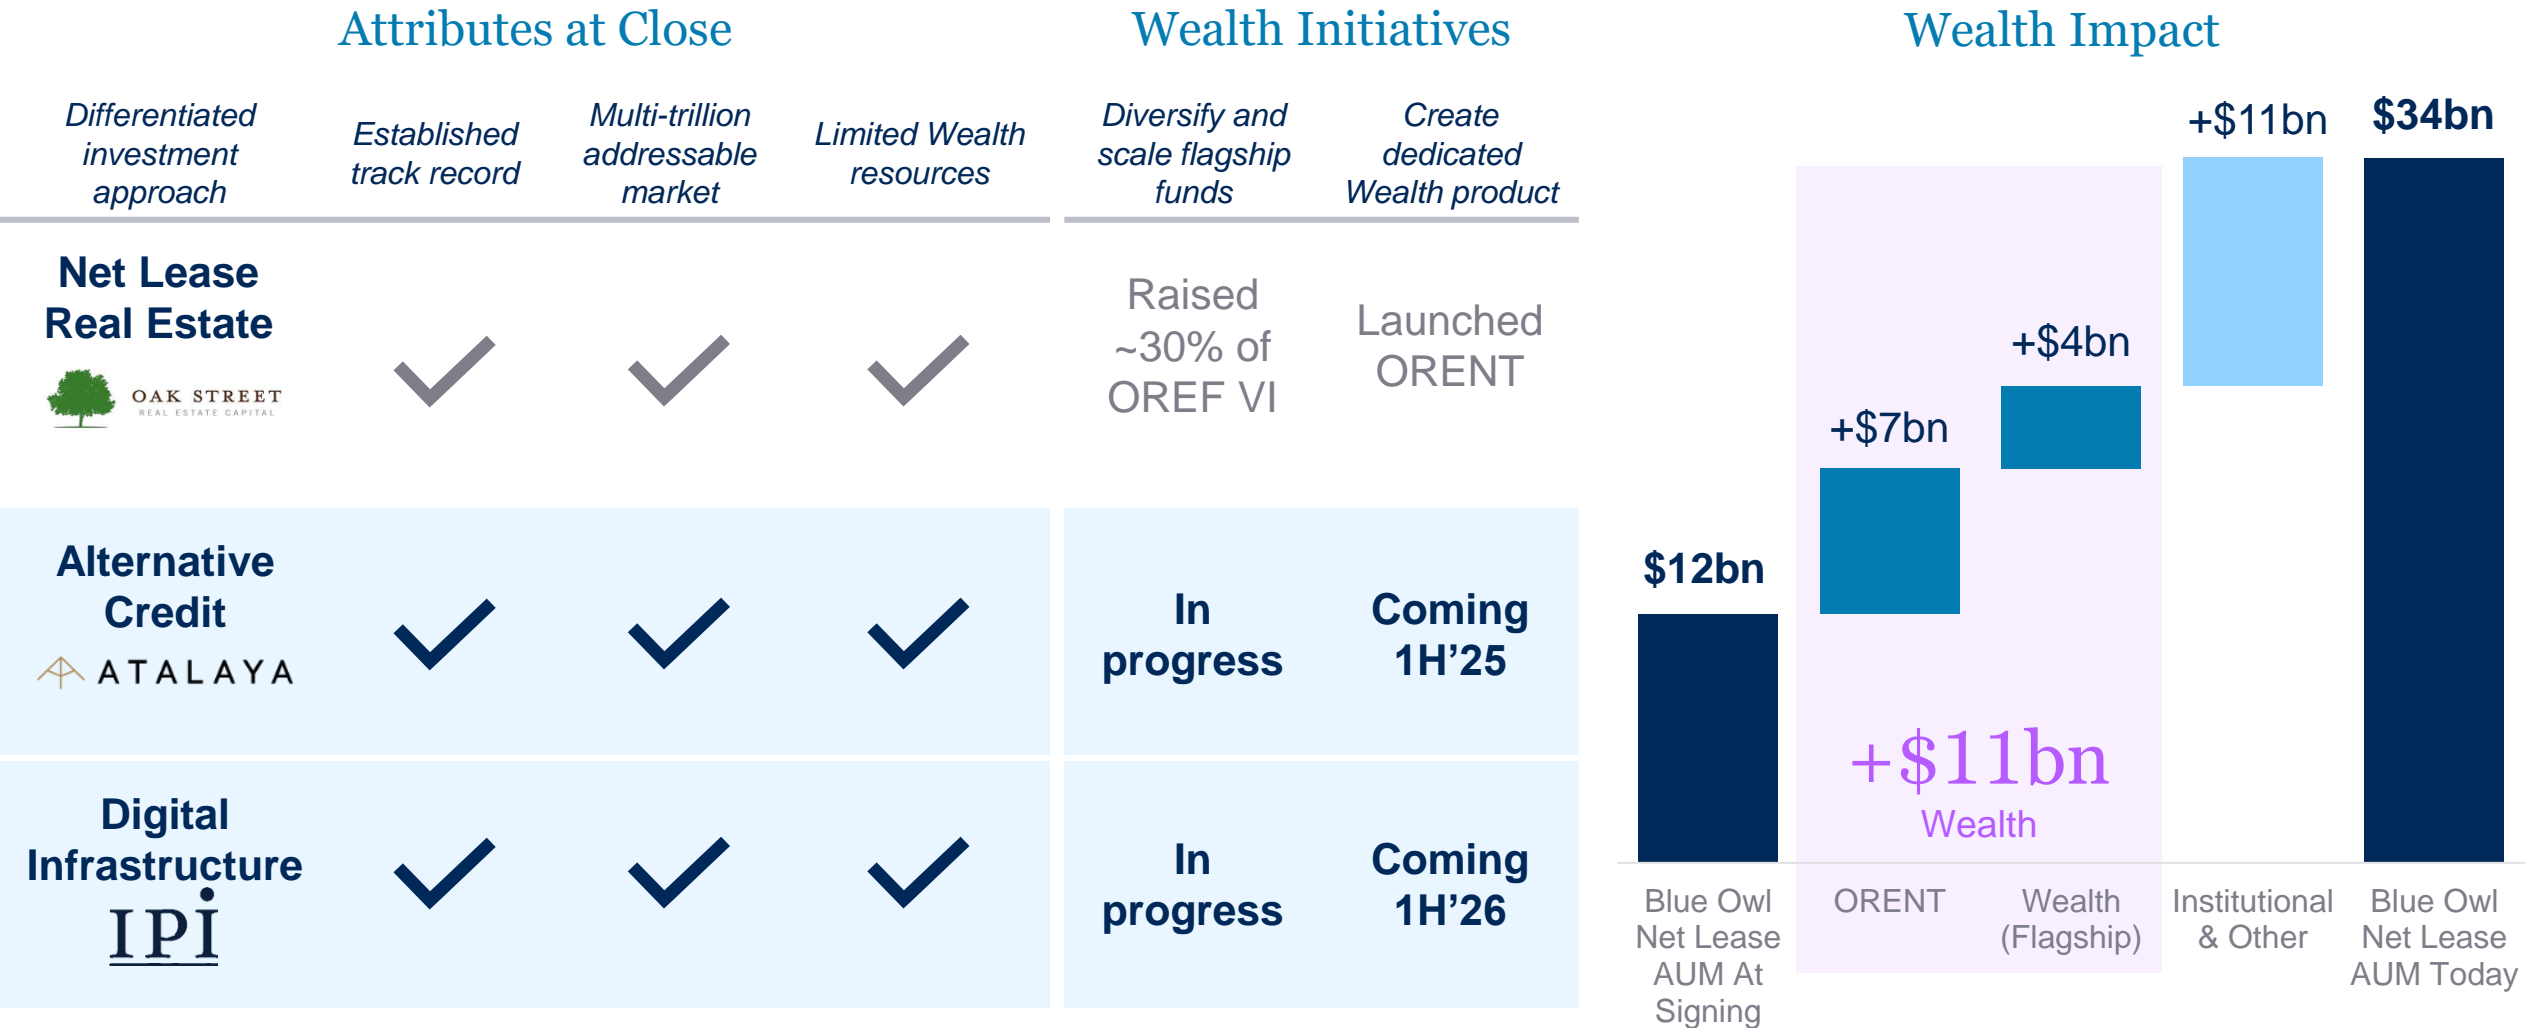 Attributes at Close
Wealth Initiatives
Wealth Impact
Differentiated
investment
approach
Established
track record
Multi-trillion
addressable
market
Limited Wealth
resources
Diversify and
scale flagship
funds
Create
dedicated
Wealth product
Net Lease
Real Estate
OAK STREET
REAL ESTATE CAPITAL
Raised
~30% of
OREF VI
Launched
ORENT
Alternative
Credit
ATALAYA
In
progress
Coming
1H’25
Digital
Infrastructure
IPI
In
progress
Coming
1H’26
$12bn
+$7bn
+$4bn
+$11bn
$34bn
+$11bn
Wealth
Blue Owl
Net Lease
AUM At
Signing
ORENT
Wealth
(Flagship)
Institutional
& Other
Blue Owl
Net Lease
AUM Today